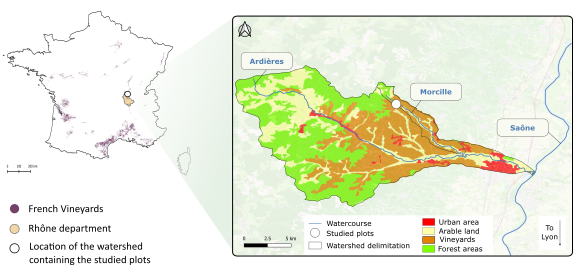 Ardières
Morcille
Saône
0 2.5 5 km
Watercourse
Studied plots
Watershed delimitation
Urban area
Arable land
Vineyards
Forest areas
To
Lyon
French Vineyards
Rhône department
Location of the watershed
containing the studied plots